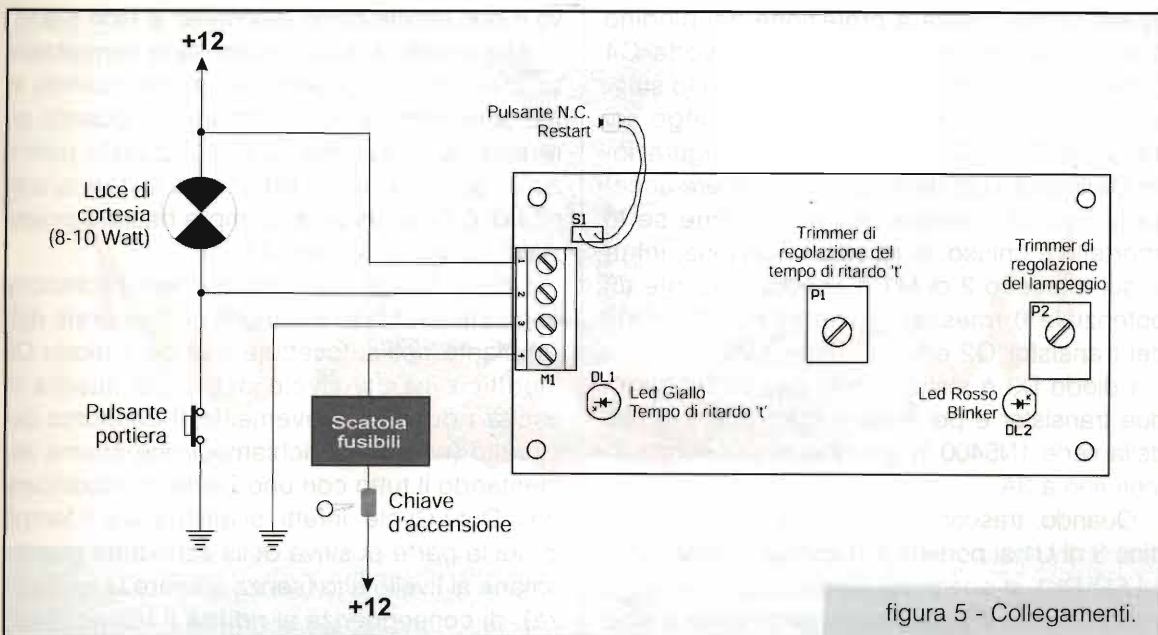 +12
Luce di
cortesia
(8-10 Watt)
Pulsante
portiera
Pulsante N.C.
Restart
S1
1
2
3
4
M1
Scatola
fusibili
Chiave
d'accensione
+12
Trimmer di
regolazione del
tempo di ritardo 't'
P1
DL1
Led Giallo
Tempo di ritardo 't'
Trimmer di
regolazione
del lampeggio
P2
Led Rosso
Blinker
DL2
figura 5 - Collegamenti.